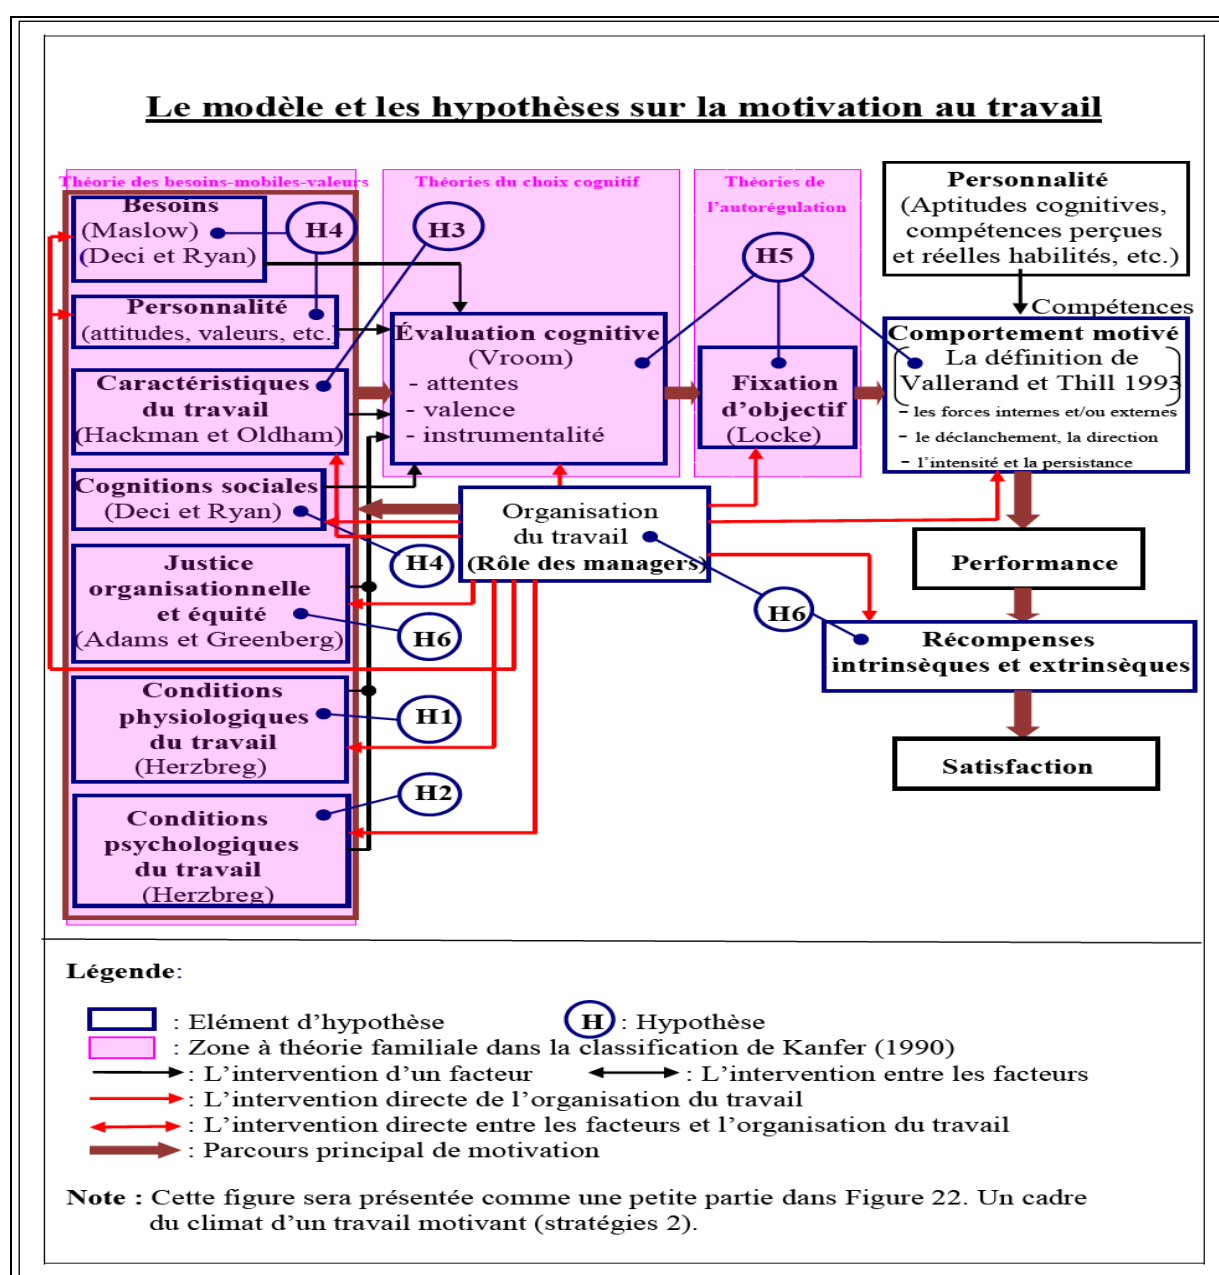 Le modèle et les hypothèses sur la motivation au travail
Théorie des besoins-mobiles-valeurs
Besoins
(Maslow)
(Deci et Ryan)
H4
Personnalité
(attitudes, valeurs, etc.)
Caractéristiques
du travail
(Hackman et Oldham)
Cognitions sociales
(Deci et Ryan)
H4
Justice
organisationnelle
et équité
(Adams et Greenberg)
H6
Conditions
physiologiques
du travail
(Herzbreg)
H1
Conditions
psychologiques
du travail
(Herzbreg)
H2
Théories du choix cognitif
H3
Évaluation cognitive
(Vroom)
- attentes
- valence
- instrumentalité
Théories de
l’autorégulation
H5
Fixation
d’objectif
(Locke)
Organisation
du travail
(Rôle des managers)
H6
Personnalité
(Aptitudes cognitives,
compétences perçues
et réelles habilités, etc.)
Compétences
Comportement motivé
La définition de
Vallerand et Thill 1993
- les forces internes et/ou externes
- le déclanchement, la direction
- l’intensité et la persistance
Performance
Récompenses
intrinsèques et extrinsèques
Satisfaction
Légende:
: Elément d’hypothèse
H : Hypothèse
: Zone à théorie familiale dans la classification de Kanfer (1990)
: L’intervention d’un facteur
: L’intervention entre les facteurs
: L’intervention directe de l’organisation du travail
: L’intervention directe entre les facteurs et l’organisation du travail
: Parcours principal de motivation
Note : Cette figure sera présentée comme une petite partie dans Figure 22. Un cadre
du climat d’un travail motivant (stratégies 2).